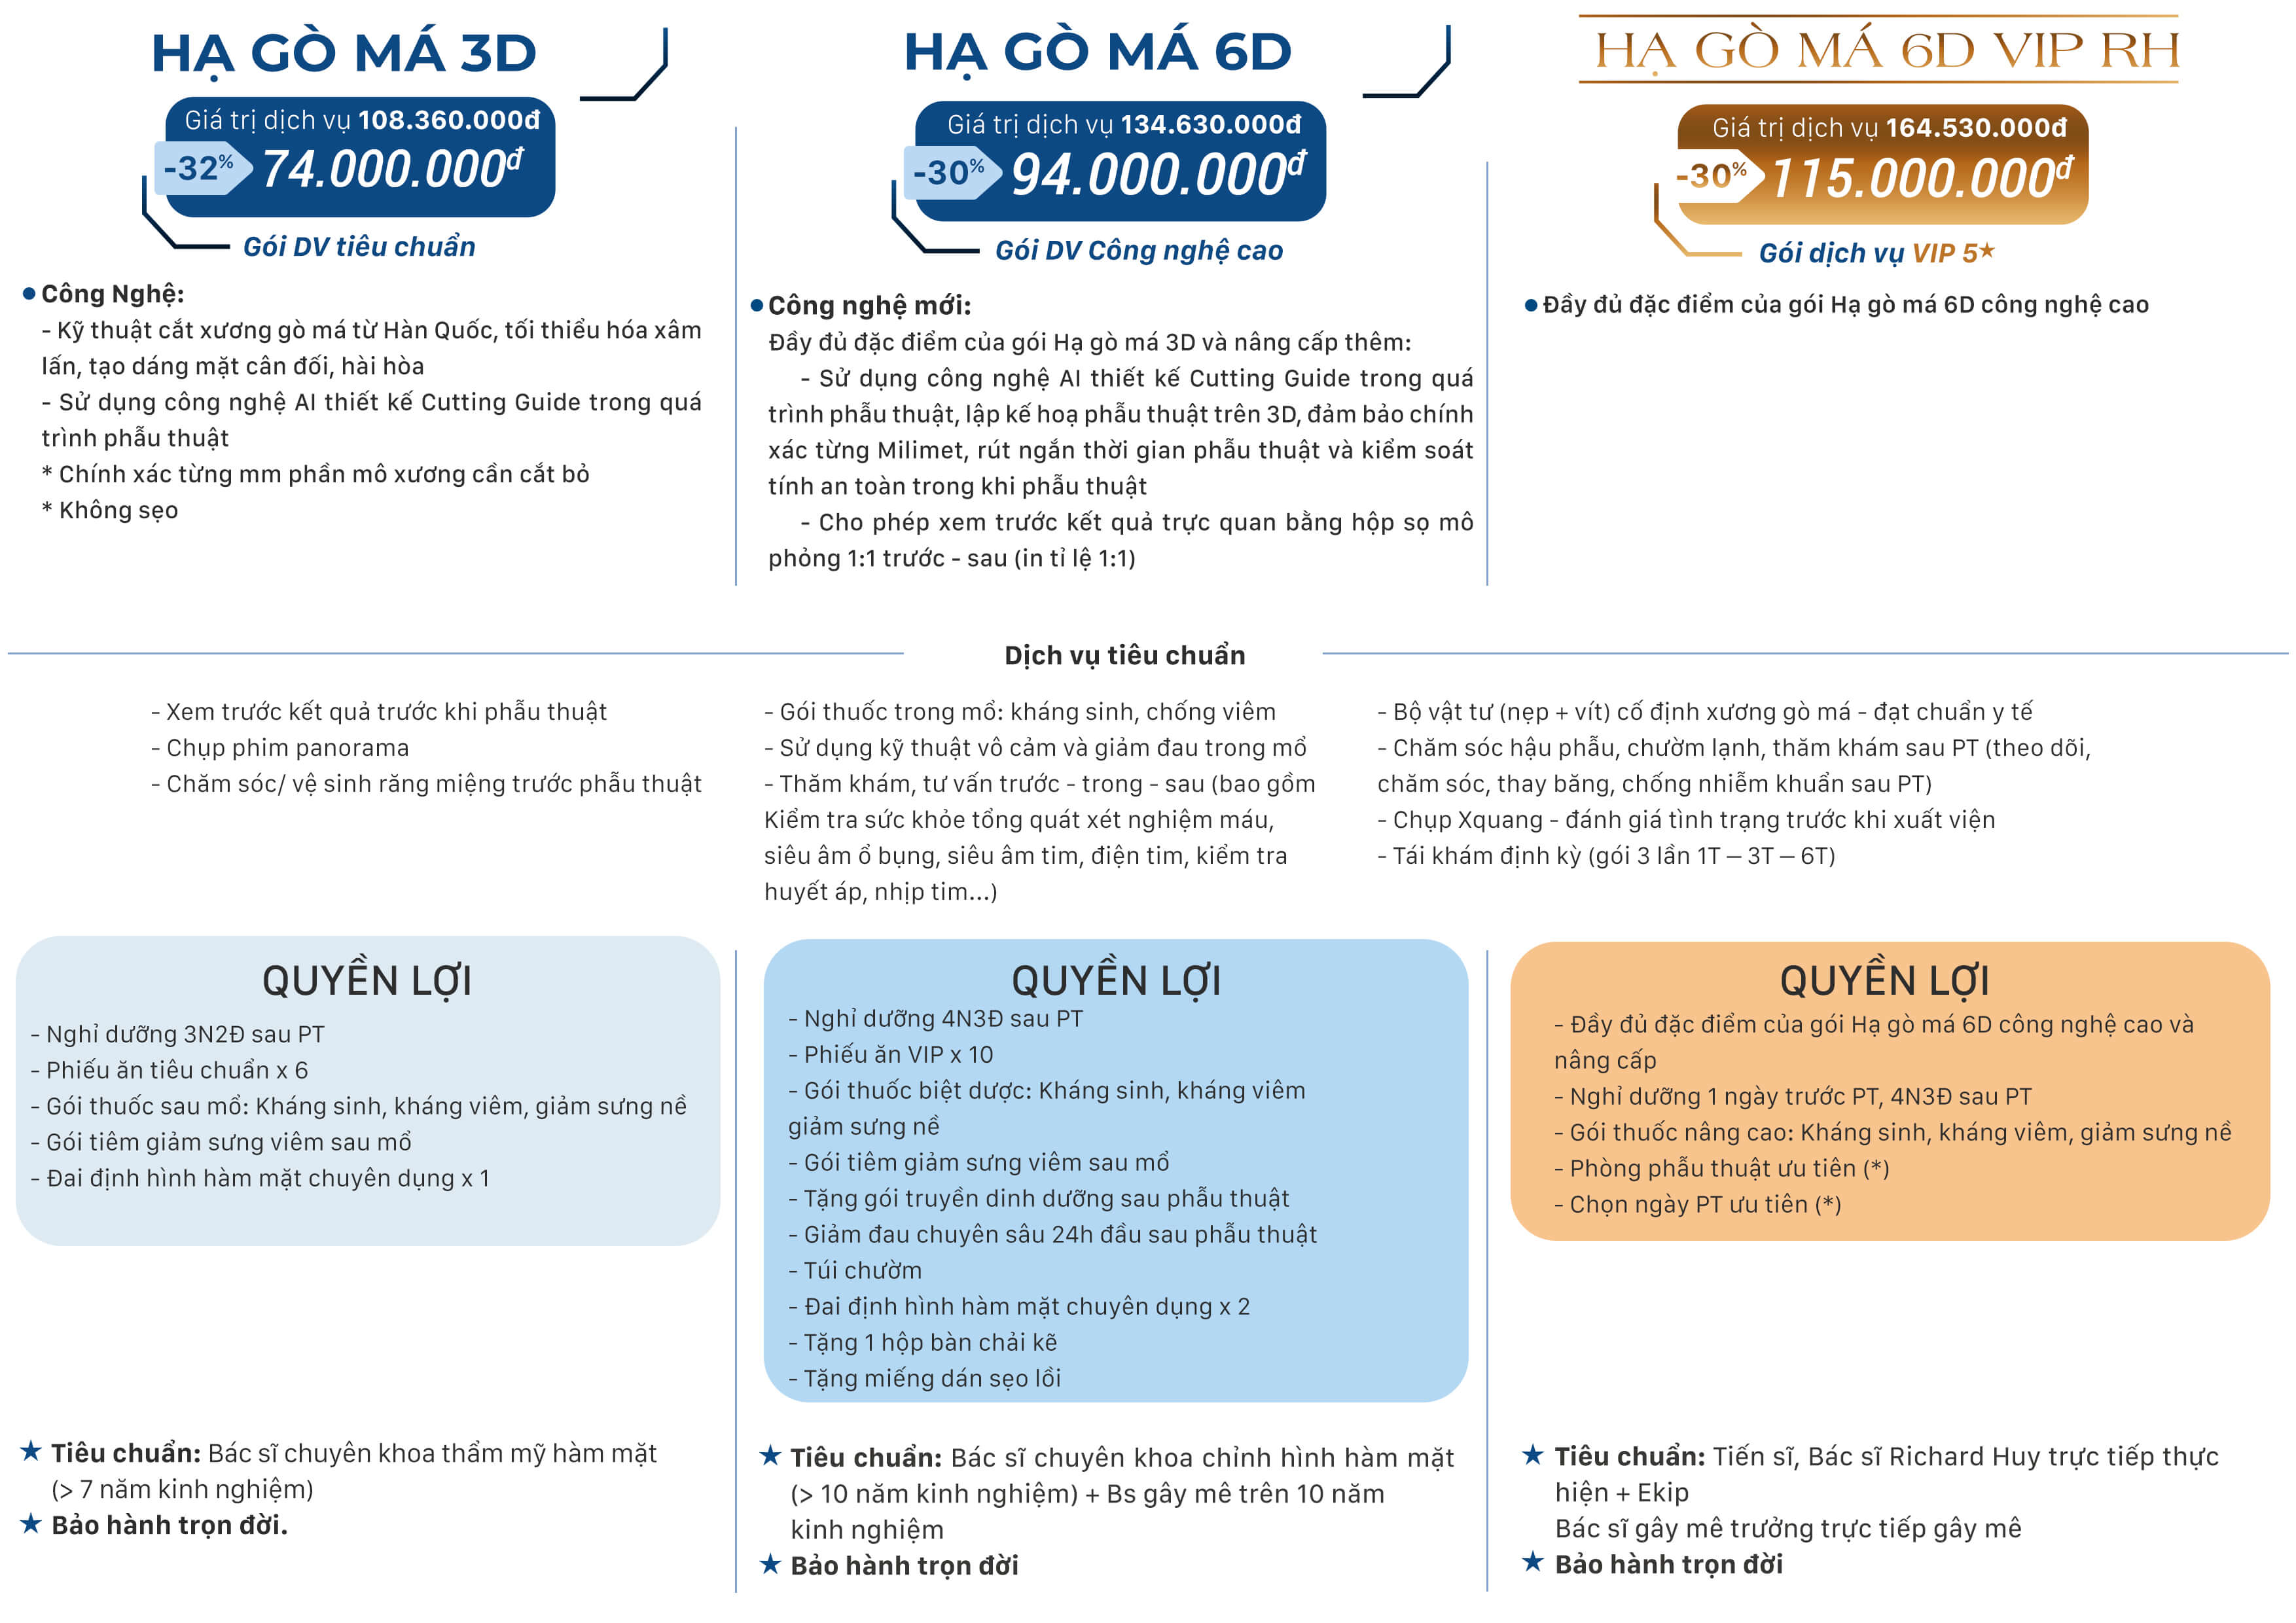 HẠ GÒ MÁ 3D
Giá trị dịch vụ 108.360.000đ
-32%
74.000.000đ
Gói DV tiêu chuẩn
Công Nghệ:
- Kỹ thuật cắt xương gò má từ Hàn Quốc, tối thiểu hóa xâm
lấn, tạo dáng mặt cân đối, hài hòa
- Sử dụng công nghệ AI thiết kế Cutting Guide trong quá
trình phẫu thuật
* Chính xác từng mm phần mô xương cần cắt bỏ
* Không sẹo
HẠ GÒ MÁ 6D
Giá trị dịch vụ 134.630.000đ
-30%
94.000.000đ
Gói DV Công nghệ cao
Công nghệ mới:
Đầy đủ đặc điểm của gói Hạ gò má 3D và nâng cấp thêm:
- Sử dụng công nghệ AI thiết kế Cutting Guide trong quá
trình phẫu thuật, lập kế hoạ phẫu thuật trên 3D, đảm bảo chính
xác từng Milimet, rút ngắn thời gian phẫu thuật và kiểm soát
tính an toàn trong khi phẫu thuật
- Cho phép xem trước kết quả trực quan bằng hộp sọ mô
phỏng 1:1 trước - sau (in tỉ lệ 1:1)
HẠ GÒ MÁ 6D VIP RH
Giá trị dịch vụ 164.530.000đ
-30%
115.000.000đ
Gói dịch vụ VIP 5★
Đầy đủ đặc điểm của gói Hạ gò má 6D công nghệ cao
Dịch vụ tiêu chuẩn
- Xem trước kết quả trước khi phẫu thuật
- Chụp phim panorama
- Chăm sóc/ vệ sinh răng miệng trước phẫu thuật
- Gói thuốc trong mổ: kháng sinh, chống viêm
- Sử dụng kỹ thuật vô cảm và giảm đau trong mổ
- Thăm khám, tư vấn trước - trong - sau (bao gồm
Kiểm tra sức khỏe tổng quát xét nghiệm máu,
siêu âm ổ bụng, siêu âm tim, điện tim, kiểm tra
huyết áp, nhịp tim...)
- Bộ vật tư (nẹp + vít) cố định xương gò má - đạt chuẩn y tế
- Chăm sóc hậu phẫu, chườm lạnh, thăm khám sau PT (theo dõi,
chăm sóc, thay băng, chống nhiễm khuẩn sau PT)
- Chụp Xquang - đánh giá tình trạng trước khi xuất viện
- Tái khám định kỳ (gói 3 lần 1T – 3T – 6T)
QUYỀN LỢI
- Nghỉ dưỡng 3N2Đ sau PT
- Phiếu ăn tiêu chuẩn x 6
- Gói thuốc sau mổ: Kháng sinh, kháng viêm, giảm sưng nề
- Gói tiêm giảm sưng viêm sau mổ
- Đai định hình hàm mặt chuyên dụng x 1
QUYỀN LỢI
- Nghỉ dưỡng 4N3Đ sau PT
- Phiếu ăn VIP x 10
- Gói thuốc biệt dược: Kháng sinh, kháng viêm
giảm sưng nề
- Gói tiêm giảm sưng viêm sau mổ
- Tặng gói truyền dinh dưỡng sau phẫu thuật
- Giảm đau chuyên sâu 24h đầu sau phẫu thuật
- Túi chườm
- Đai định hình hàm mặt chuyên dụng x 2
- Tặng 1 hộp bàn chải kẽ
- Tặng miếng dán sẹo lồi
QUYỀN LỢI
- Đầy đủ đặc điểm của gói Hạ gò má 6D công nghệ cao và
nâng cấp
- Nghỉ dưỡng 1 ngày trước PT, 4N3Đ sau PT
- Gói thuốc nâng cao: Kháng sinh, kháng viêm, giảm sưng nề
- Phòng phẫu thuật ưu tiên (*)
- Chọn ngày PT ưu tiên (*)
★ Tiêu chuẩn: Bác sĩ chuyên khoa thẩm mỹ hàm mặt
(> 7 năm kinh nghiệm)
★ Bảo hành trọn đời.
★ Tiêu chuẩn: Bác sĩ chuyên khoa chỉnh hình hàm mặt
(> 10 năm kinh nghiệm) + Bs gây mê trên 10 năm
kinh nghiệm
★ Bảo hành trọn đời
★ Tiêu chuẩn: Tiến sĩ, Bác sĩ Richard Huy trực tiếp thực
hiện + Ekip
Bác sĩ gây mê trưởng trực tiếp gây mê
★ Bảo hành trọn đời